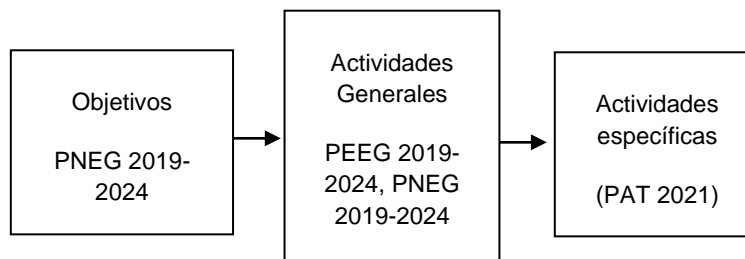 Objetivos
PNEG 2019-
2024
Actividades
Generales
PEEG 2019-
2024, PNEG
2019-2024
Actividades
específicas
(PAT 2021)